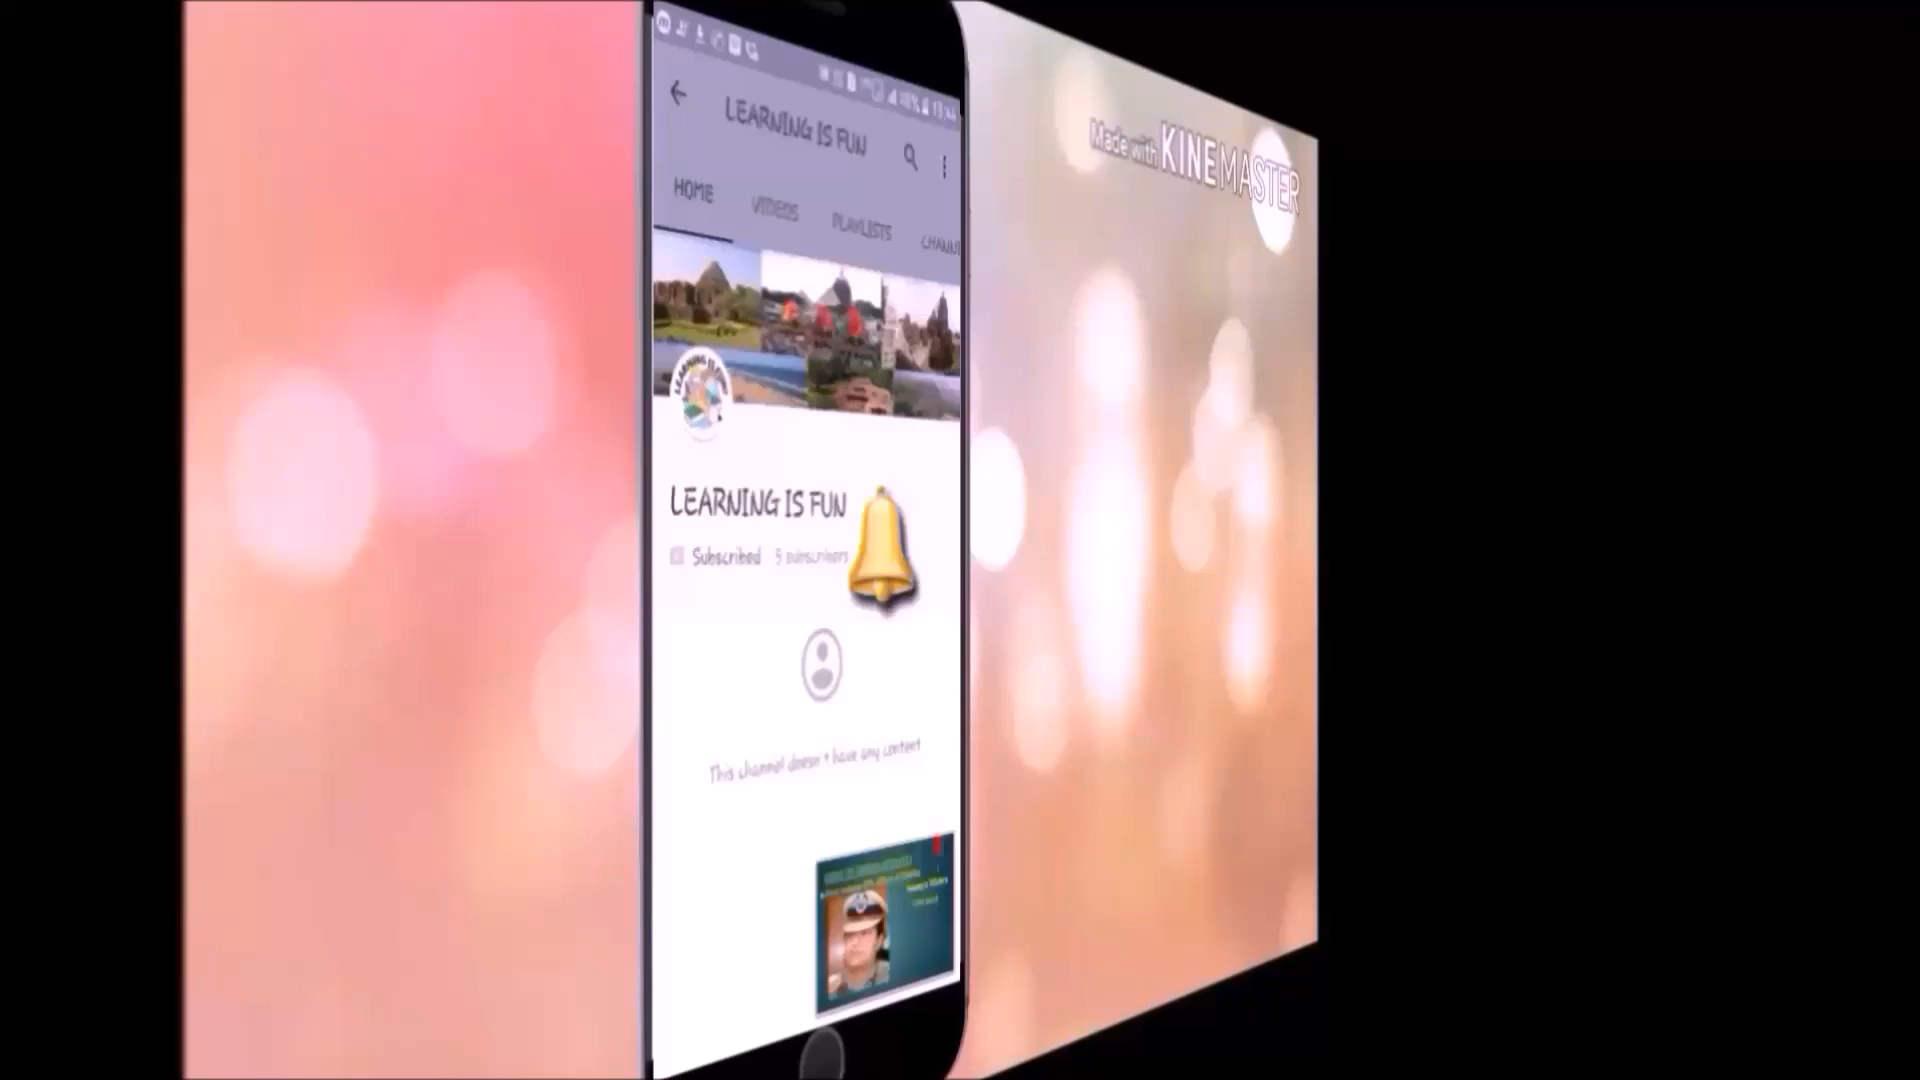 LEARNING IS FUN
HOME VIDEOS PLAYLISTS CHANNE
Made with KINEMASTER
LEARNING IS FUN
Subscribed 5 subscribers
This channel doesn't have any content